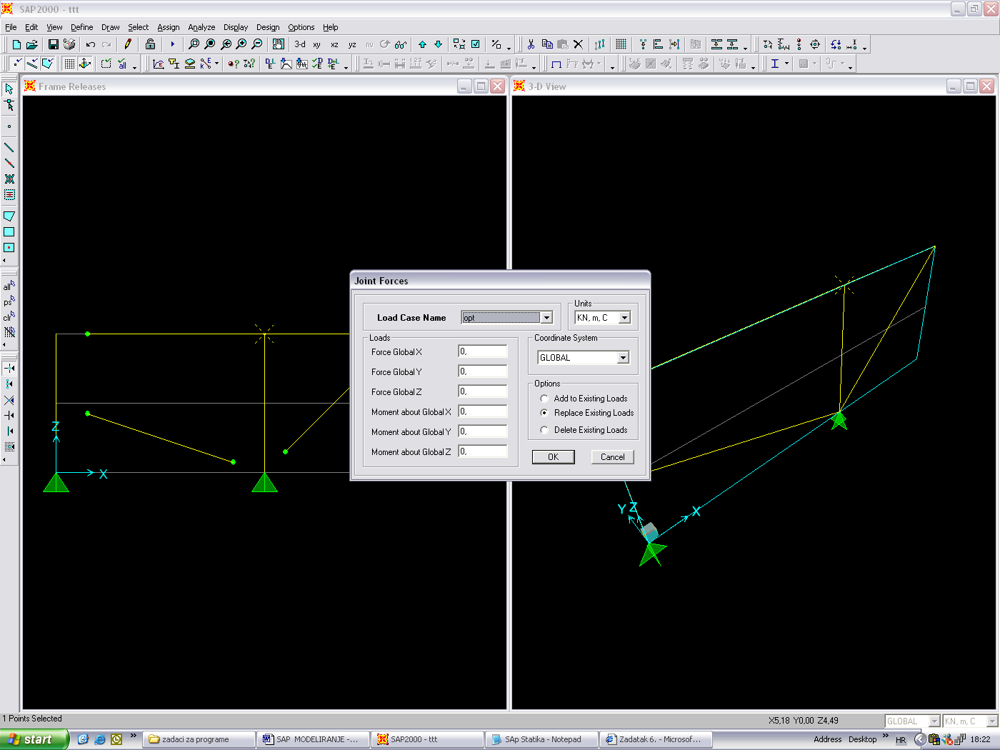 SAP2000 - ttt
File Edit View Define Draw Select Assign Analyze Display Design Options Help
3-d xy xz yz nv
all
Frame Releases
3-D View
all
ps
clr
Z
X
Joint Forces
Load Case Name opt
Units
KN, m, C
Loads
Force Global X 0,
Force Global Y 0,
Force Global Z 0,
Moment about Global X 0,
Moment about Global Y 0,
Moment about Global Z 0,
Coordinate System
GLOBAL
Options
Add to Existing Loads
Replace Existing Loads
Delete Existing Loads
OK Cancel
Y Z X
1 Points Selected
X5,18 Y0,00 Z4,49
GLOBAL
KN, m, C
start
zadaci za programe
SAP MODELIRANJE -...
SAP2000 - ttt
SAp Statika - Notepad
Zadatak 6. - Microsof...
Address Desktop » HR 18:22